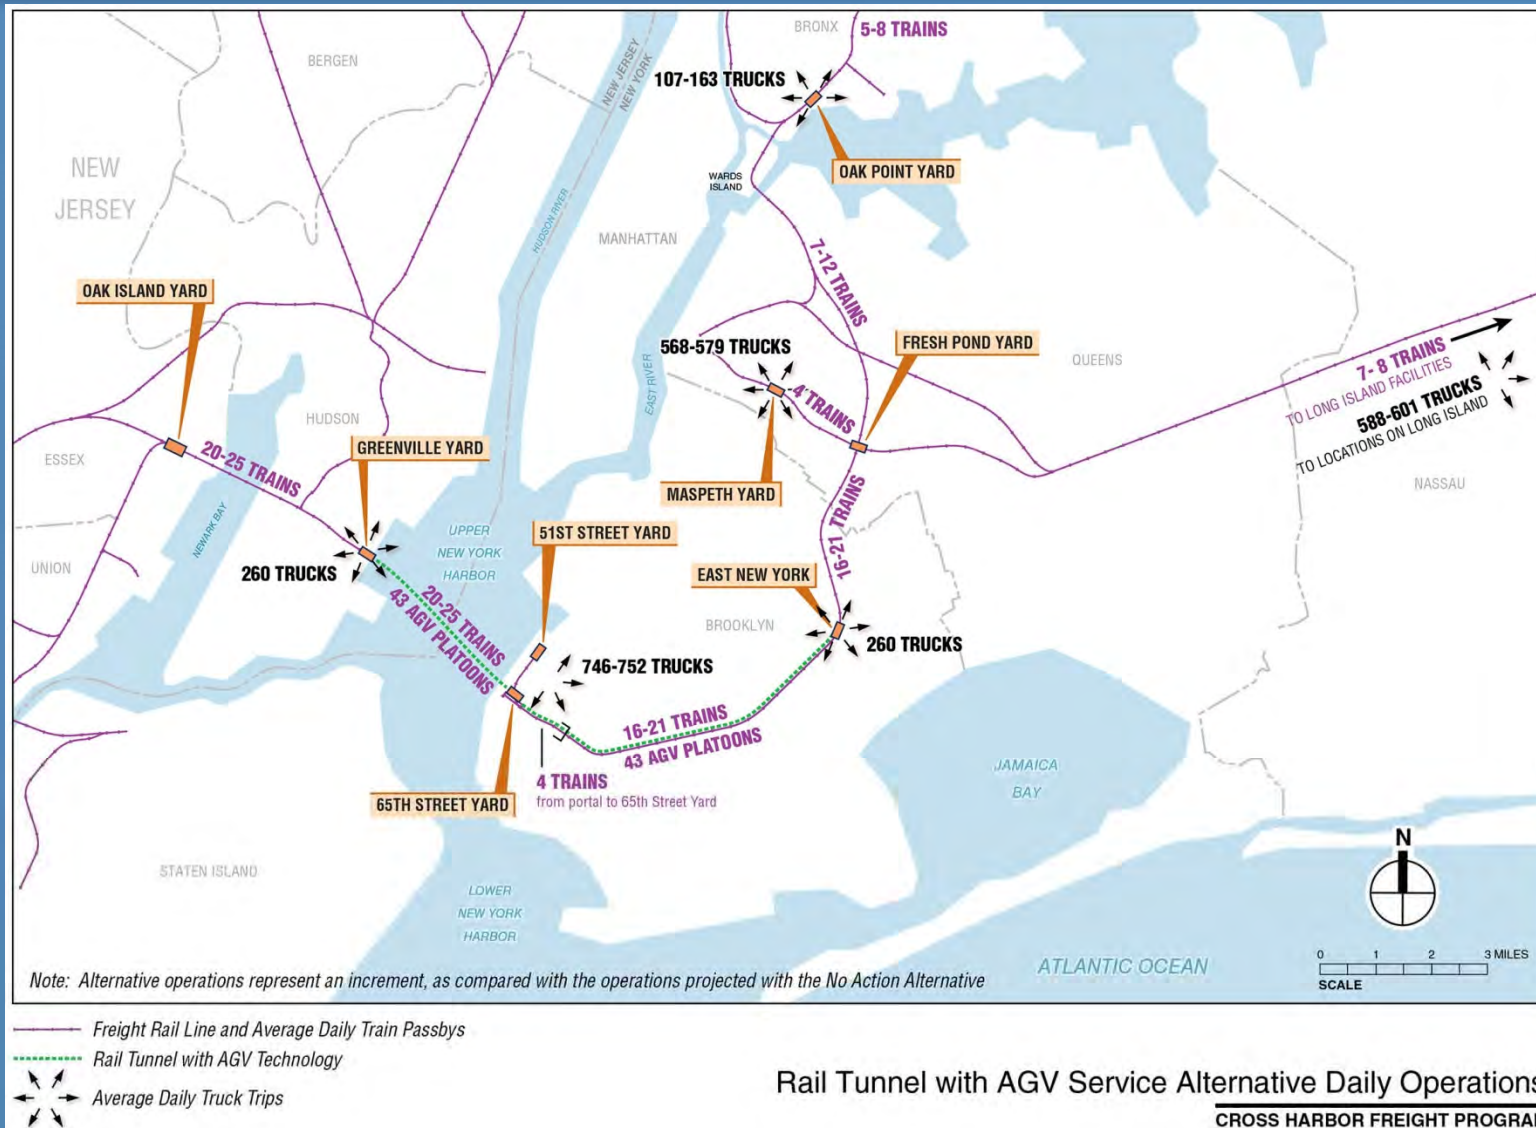 BRONX
5-8 TRAINS
BERGEN
NEW JERSEY
NEW YORK
107-163 TRUCKS
NEW
JERSEY
OAK POINT YARD
WARDS
ISLAND
HUDSON RIVER
MANHATTAN
7-12 TRAINS
OAK ISLAND YARD
568-579 TRUCKS
FRESH POND YARD
QUEENS
7- 8 TRAINS
TO LONG ISLAND FACILITIES
588-601 TRUCKS
TO LOCATIONS ON LONG ISLAND
EAST RIVER
4 TRAINS
HUDSON
GREENVILLE YARD
ESSEX
20-25 TRAINS
MASPETH YARD
NASSAU
NEWARK BAY
UPPER
NEW YORK
HARBOR
51ST STREET YARD
16-21 TRAINS
UNION
260 TRUCKS
EAST NEW YORK
20-25 TRAINS
43 AGV PLATOONS
BROOKLYN
260 TRUCKS
746-752 TRUCKS
16-21 TRAINS
43 AGV PLATOONS
4 TRAINS
from portal to 65th Street Yard
65TH STREET YARD
JAMAICA
BAY
STATEN ISLAND
LOWER
NEW YORK
HARBOR
N
ATLANTIC OCEAN
0 1 2 3 MILES
SCALE
Note: Alternative operations represent an increment, as compared with the operations projected with the No Action Alternative
Freight Rail Line and Average Daily Train Passbys
Rail Tunnel with AGV Technology
Average Daily Truck Trips
Rail Tunnel with AGV Service Alternative Daily Operations
CROSS HARBOR FREIGHT PROGRA